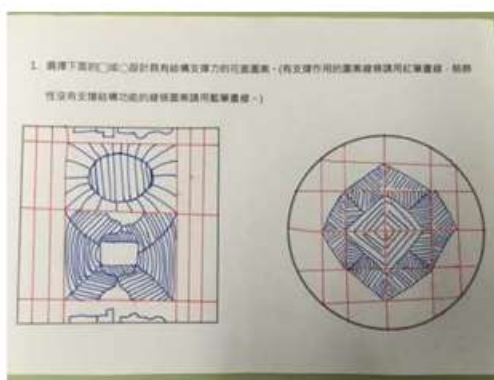 1. 選擇下面的□或○設計具有結構支撐力的花窗圖案。(有支撐作用的圖案線條請用紅筆畫線，裝飾
性沒有支撐結構功能的線條圖案請用藍筆畫線。)